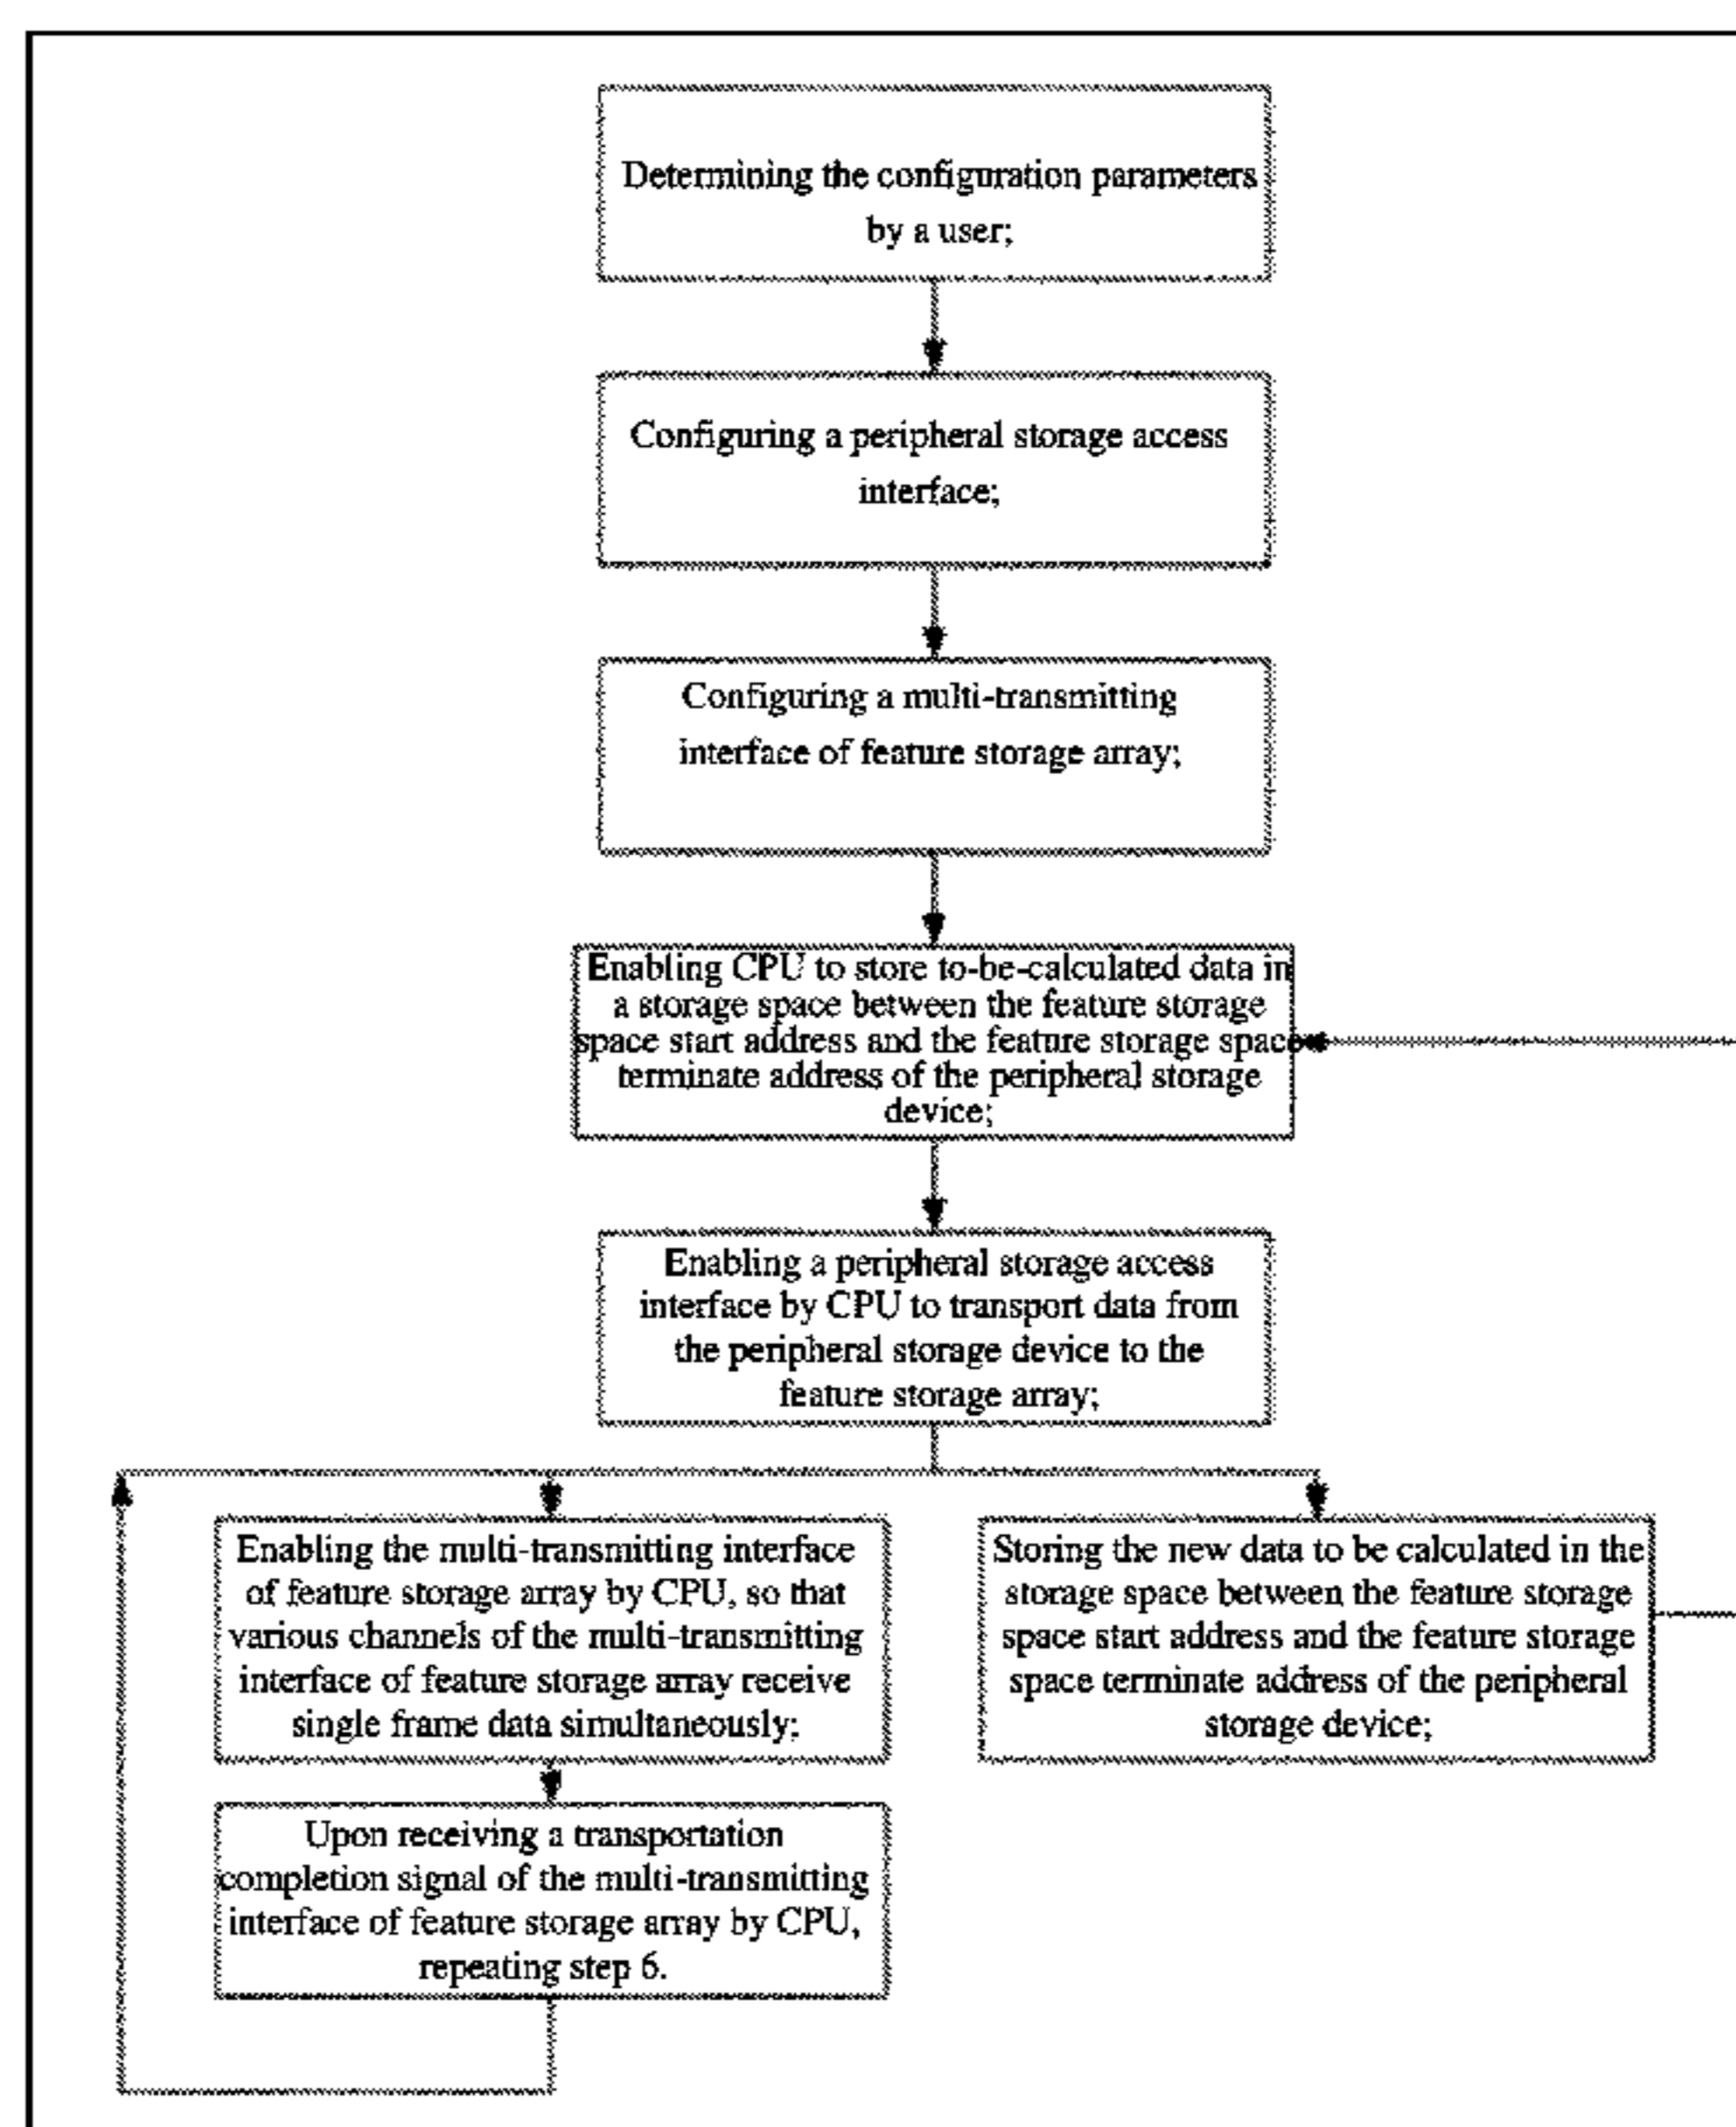 Determining the configuration parameters
by a user;
Configuring a peripheral storage access
interface;
Configuring a multi-transmitting
interface of feature storage array;
Enabling CPU to store to-be-calculated data in
a storage space between the feature storage
space start address and the feature storage space
terminate address of the peripheral storage
device;
Enabling a peripheral storage access
interface by CPU to transport data from
the peripheral storage device to the
feature storage array;
Enabling the multi-transmitting interface
of feature storage array by CPU, so that
various channels of the multi-transmitting
interface of feature storage array receive
single frame data simultaneously;
Storing the new data to be calculated in the
storage space between the feature storage
space start address and the feature storage
space terminate address of the peripheral
storage device;
Upon receiving a transportation
completion signal of the multi-transmitting
interface of feature storage array by CPU,
repeating step 6.